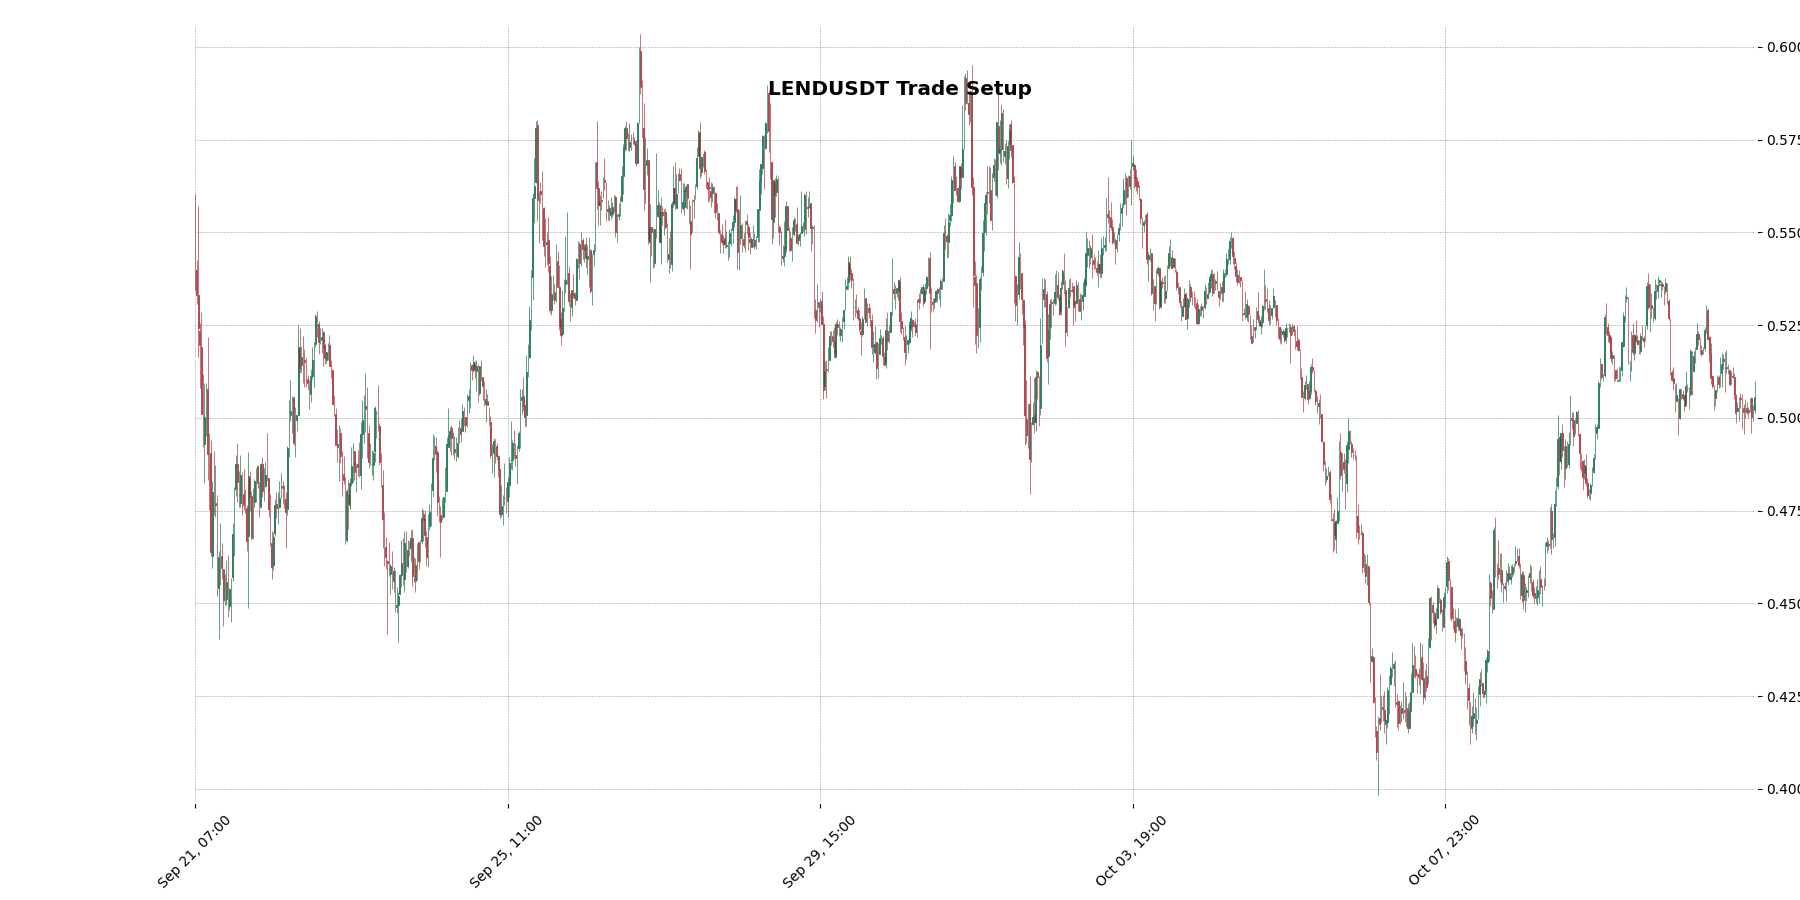 LENDUSDT Trade Setup
0.600
0.575
0.550
0.525
0.500
0.475
0.450
0.425
0.400
Sep 21, 07:00
Sep 25, 11:00
Sep 29, 15:00
Oct 03, 19:00
Oct 07, 23:00